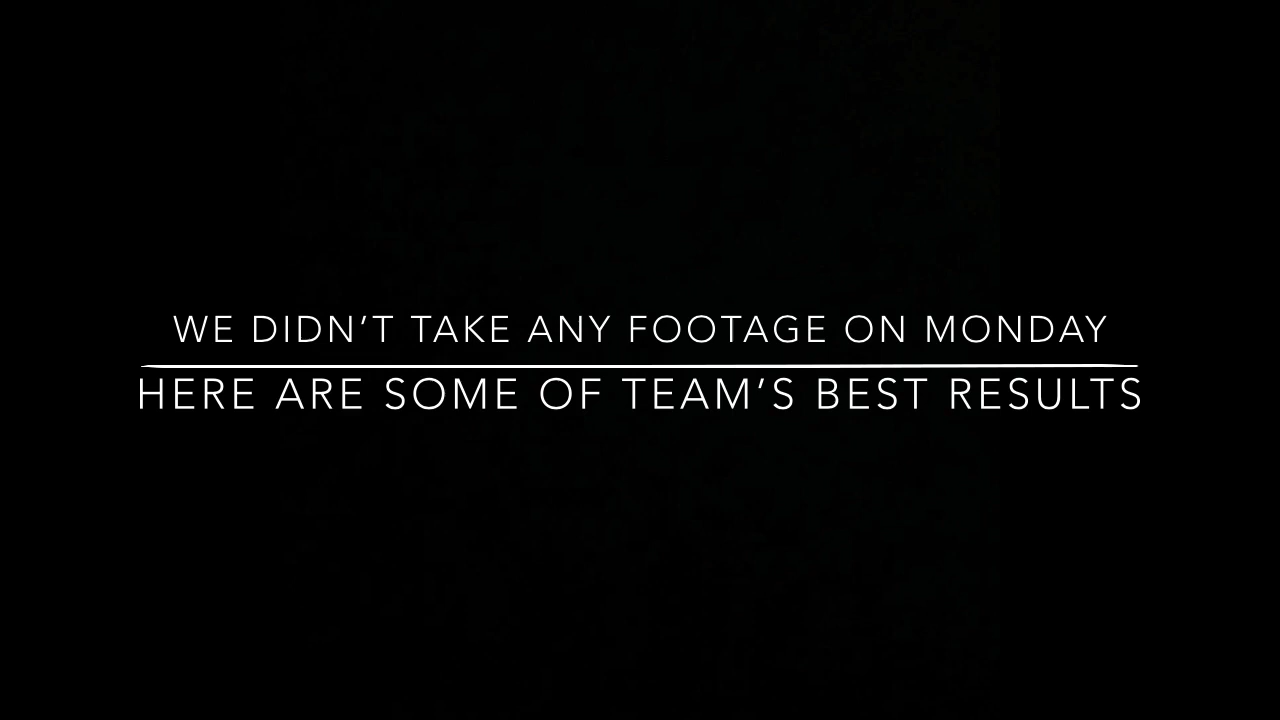 WE DIDN’T TAKE ANY FOOTAGE ON MONDAY
HERE ARE SOME OF TEAM’S BEST RESULTS